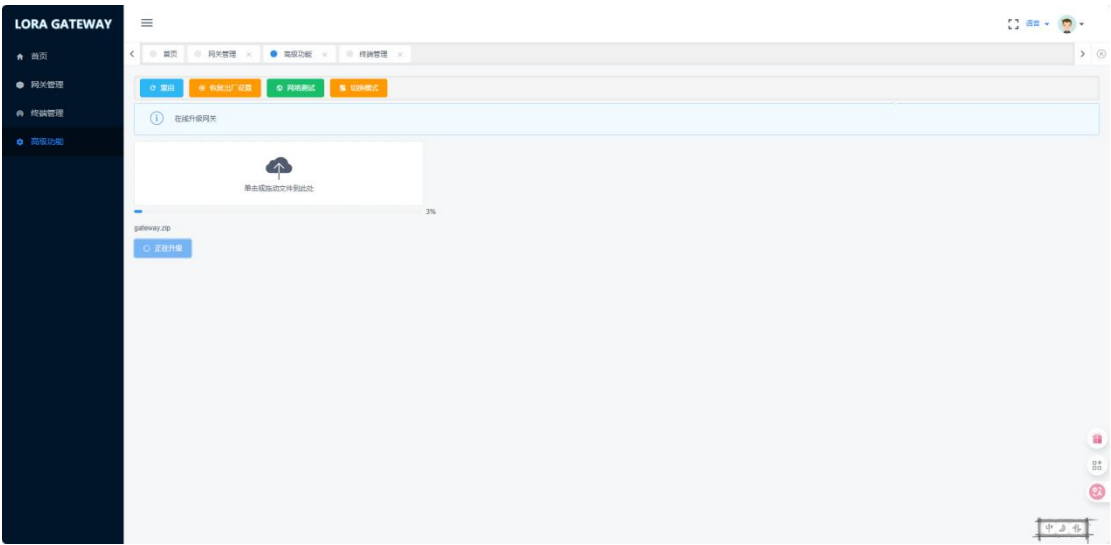 LORA GATEWAY
语言
首页
网关管理
终端管理
高级功能
首页 网关管理 高级功能 终端管理
重启 恢复出厂设置 网络测试 切换模式
在线升级网关
单击或拖动文件到此处
3%
gateway.zip
正在升级
中